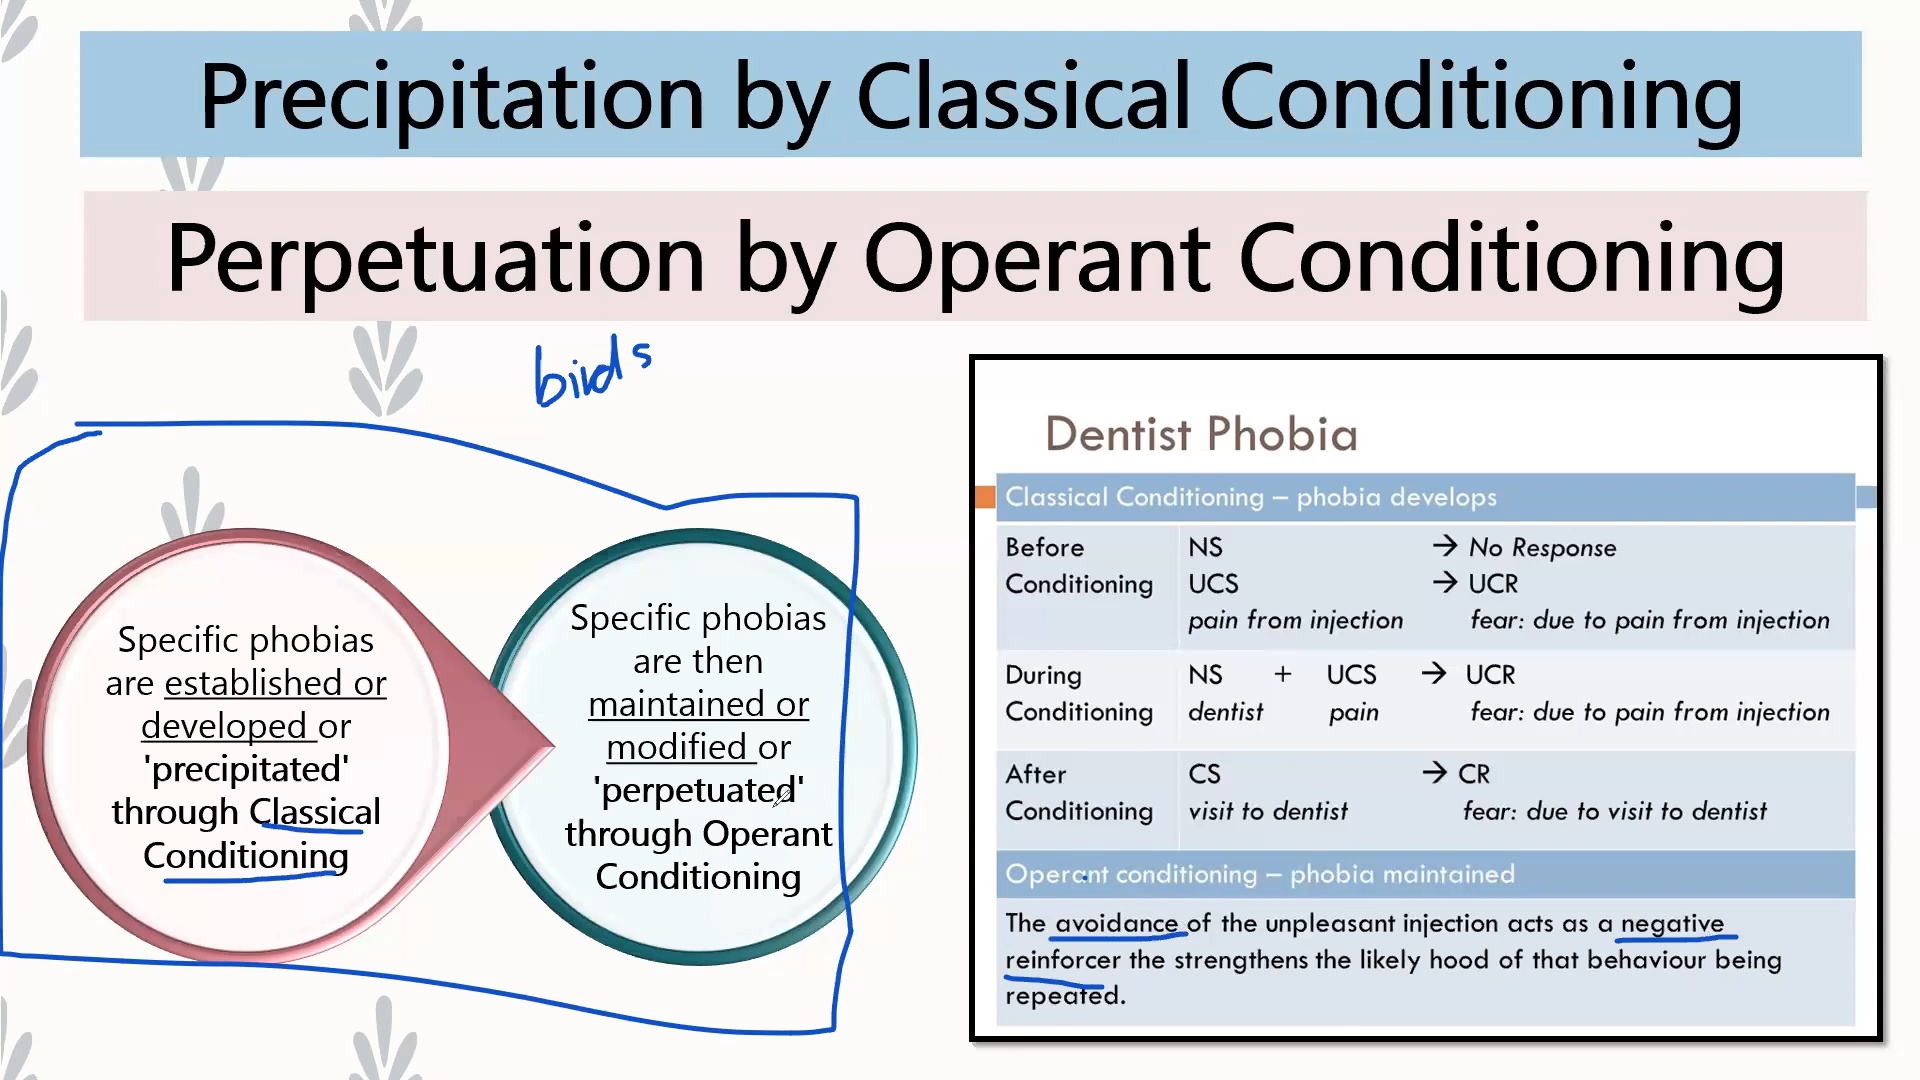 Precipitation by Classical Conditioning
Perpetuation by Operant Conditioning
birds
Specific phobias
are established or
developed or
'precipitated'
through Classical
Conditioning
Specific phobias
are then
maintained or
modified or
'perpetuated'
through Operant
Conditioning
Dentist Phobia
Classical Conditioning – phobia develops
Before NS → No Response
Conditioning UCS → UCR
pain from injection fear: due to pain from injection
During NS + UCS → UCR
Conditioning dentist pain fear: due to pain from injection
After CS → CR
Conditioning visit to dentist fear: due to visit to dentist
Operant conditioning – phobia maintained
The avoidance of the unpleasant injection acts as a negative
reinforcer the strengthens the likely hood of that behaviour being
repeated.